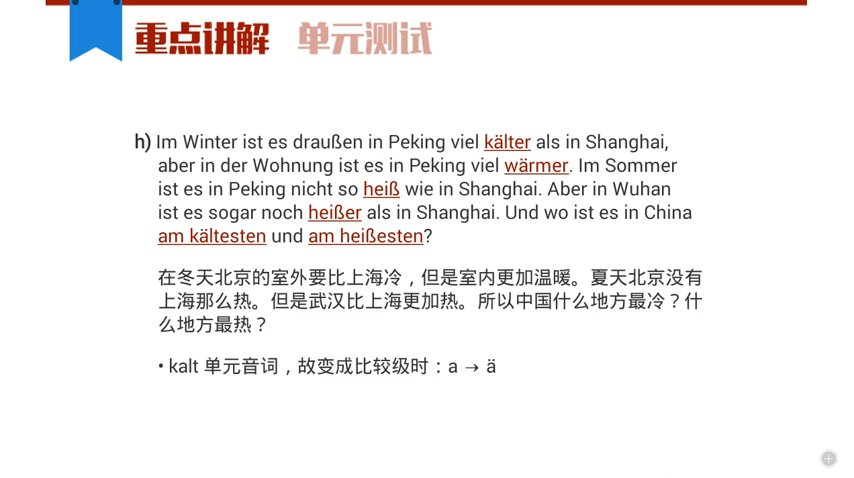 重点讲解 单元测试
h) Im Winter ist es draußen in Peking viel kälter als in Shanghai,
aber in der Wohnung ist es in Peking viel wärmer. Im Sommer
ist es in Peking nicht so heiß wie in Shanghai. Aber in Wuhan
ist es sogar noch heißer als in Shanghai. Und wo ist es in China
am kältesten und am heißesten?
在冬天北京的室外要比上海冷，但是室内更加温暖。夏天北京没有
上海那么热。但是武汉比上海更加热。所以中国什么地方最冷？什
么地方最热？
• kalt 单元音词，故变成比较级时：a → ä